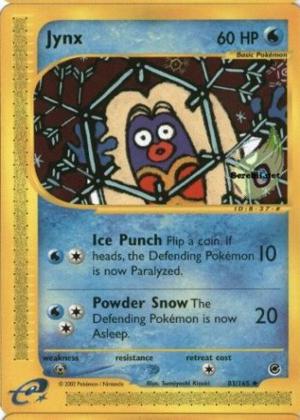 Jynx 60 HP
Basic Pokémon
Serebii.net
Ice Punch Flip a coin. If
heads, the Defending Pokémon 10
is now Paralyzed.
Powder Snow The
Defending Pokémon is now 20
Asleep.
weakness resistance retreat cost
© 2002 Pokémon / Nintendo Illus. Sumiyoshi Kizuki
e